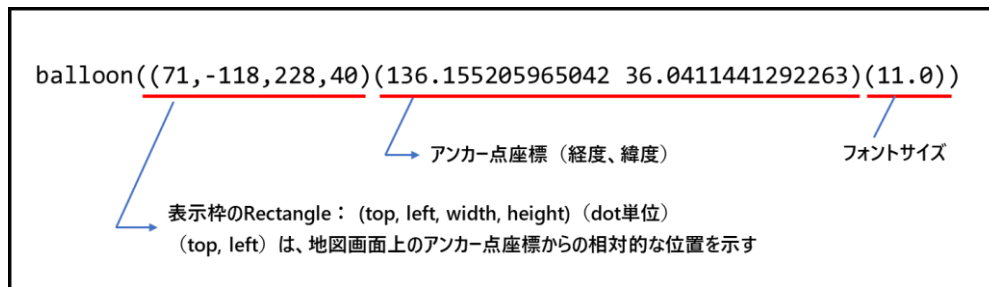 balloon((71,-118,228,40)(136.155205965042 36.0411441292263)(11.0))
アンカー点座標（経度、緯度）
フォントサイズ
表示枠のRectangle： (top, left, width, height)（dot単位）
（top, left）は、地図画面上のアンカー点座標からの相対的な位置を示す